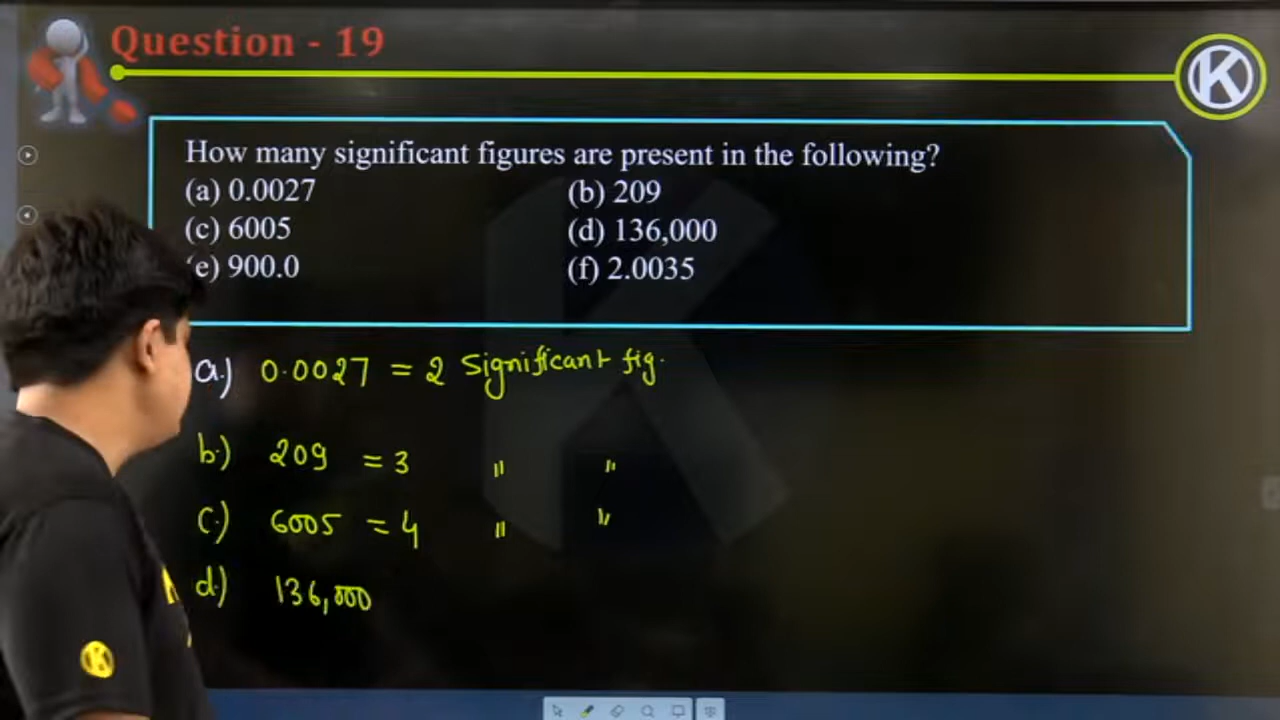 Question - 19
How many significant figures are present in the following?
(a) 0.0027 (b) 209
(c) 6005 (d) 136,000
e) 900.0 (f) 2.0035
a.) 0.0027 = 2 Significant fig.
b.) 209 = 3 " "
c.) 6005 = 4 " "
d.) 136,000
K
K